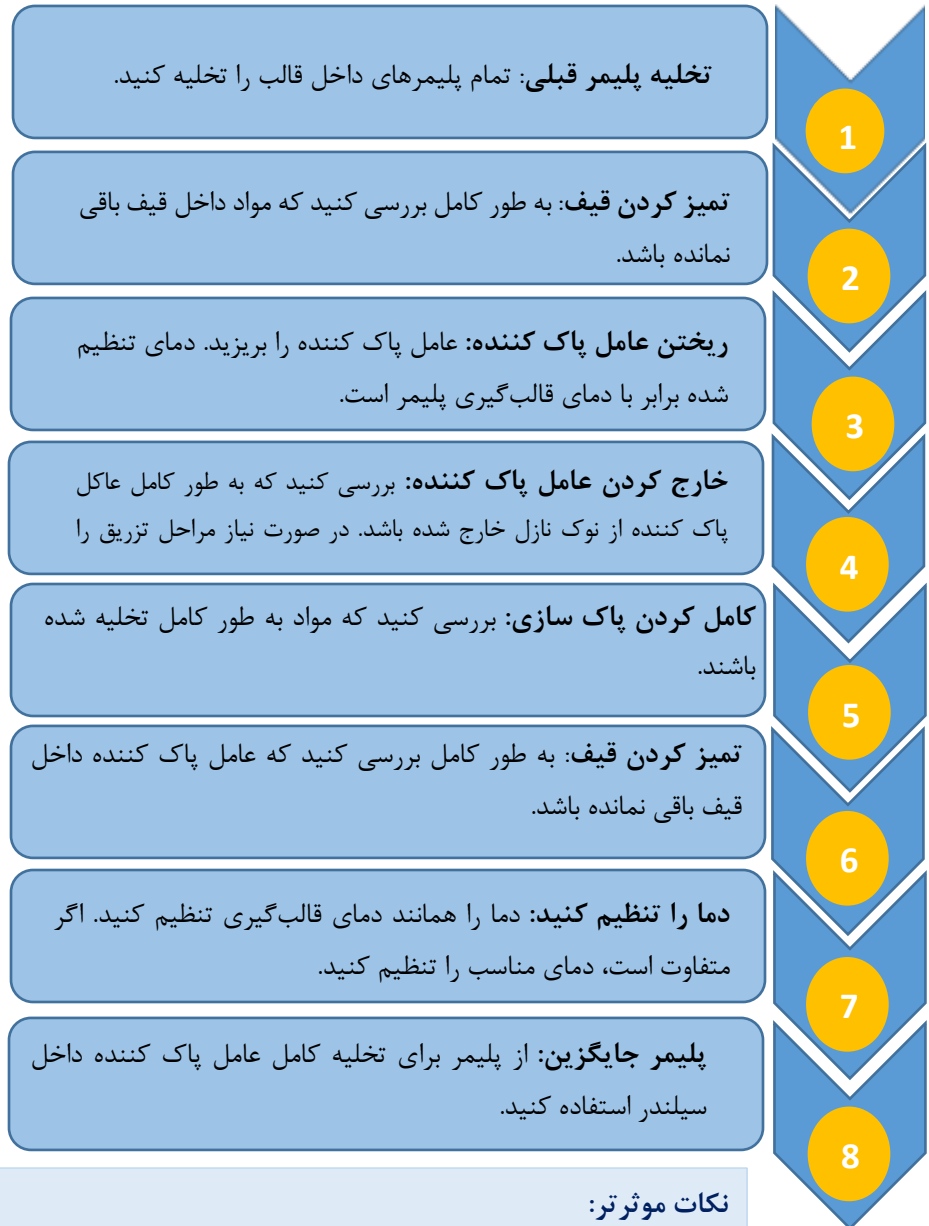 تخلیه پلیمر قبلی: تمام پلیمرهای داخل قالب را تخلیه کنید.
1
تمیز کردن قیف: به طور کامل بررسی کنید که مواد داخل قیف باقی
نمانده باشد.
2
ریختن عامل پاک کننده: عامل پاک کننده را بریزید. دمای تنظیم
شده برابر با دمای قالب‌گیری پلیمر است.
3
خارج کردن عامل پاک کننده: بررسی کنید که به طور کامل عاکل
پاک کننده از نوک نازل خارج شده باشد. در صورت نیاز مراحل تزریق را
4
کامل کردن پاک سازی: بررسی کنید که مواد به طور کامل تخلیه شده
باشند.
5
تمیز کردن قیف: به طور کامل بررسی کنید که عامل پاک کننده داخل
قیف باقی نمانده باشد.
6
دما را تنظیم کنید: دما را همانند دمای قالب‌گیری تنظیم کنید. اگر
متفاوت است، دمای مناسب را تنظیم کنید.
7
پلیمر جایگزین: از پلیمر برای تخلیه کامل عامل پاک کننده داخل
سیلندر استفاده کنید.
8
نکات موثرتر: